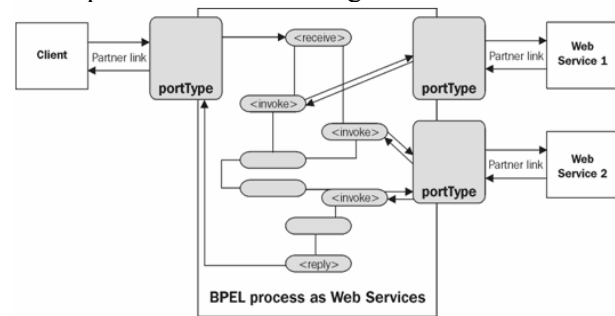 Client
Partner link
portType
<receive>
<invoke>
<invoke>
<invoke>
<reply>
portType
Partner link
Web
Service 1
portType
Partner link
Web
Service 2
BPEL process as Web Services